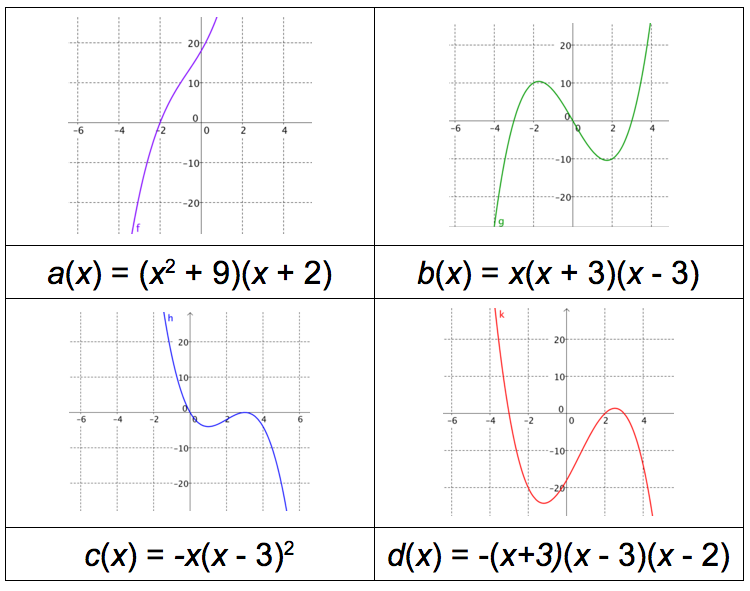 20
10
0
-6 -4 -2 0 2 4
-10
-20
f
20
10
0
-6 -4 -2 0 2 4
-10
-20
g
a(x) = (x² + 9)(x + 2)
b(x) = x(x + 3)(x - 3)
h
20
10
0
-6 -4 -2 0 2 4 6
-10
-20
k
20
10
0
-6 -4 -2 0 2 4
-10
-20
c(x) = -x(x - 3)²
d(x) = -(x+3)(x - 3)(x - 2)